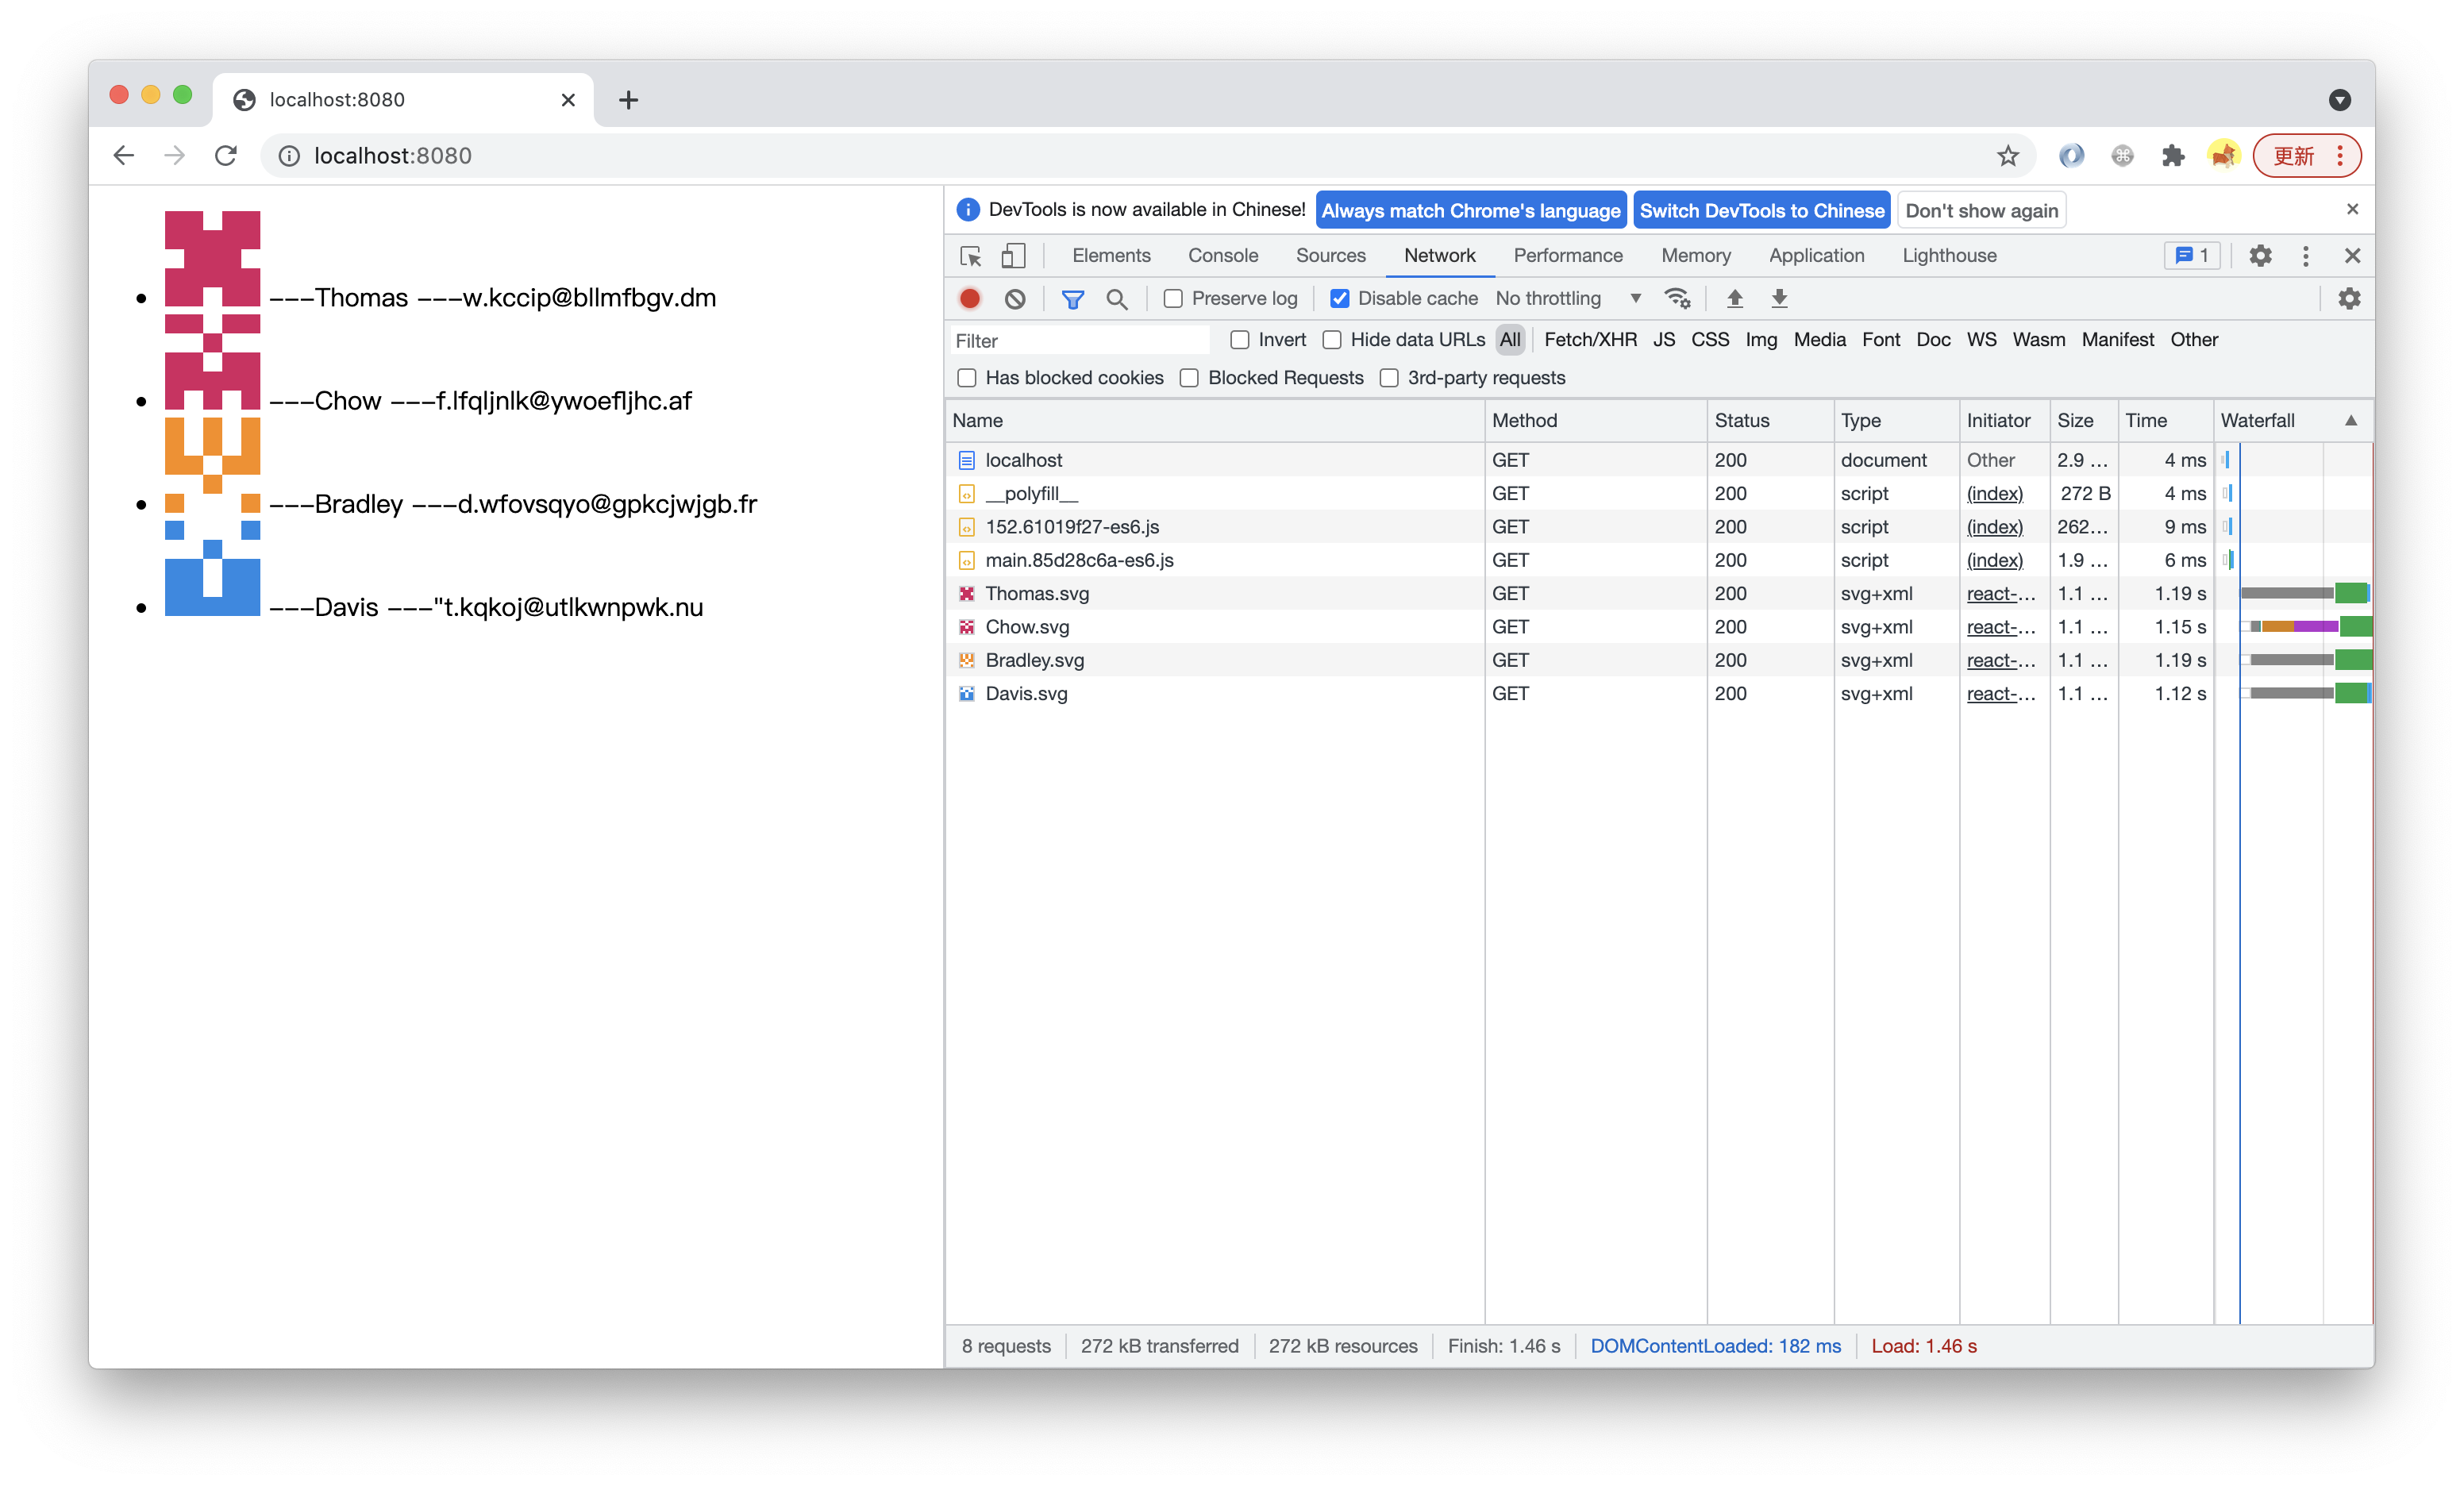 localhost:8080
localhost:8080
更新
---Thomas ---w.kccip@bllmfbgv.dm
---Chow ---f.lfqljnlk@ywoefljhc.af
---Bradley ---d.wfovsqyo@gpkcjwjgb.fr
---Davis ---"t.kqkoj@utlkwnpwk.nu
DevTools is now available in Chinese! Always match Chrome's language Switch DevTools to Chinese Don't show again
Elements Console Sources Network Performance Memory Application Lighthouse 1
Preserve log Disable cache No throttling
Filter Invert Hide data URLs All Fetch/XHR JS CSS Img Media Font Doc WS Wasm Manifest Other
Has blocked cookies Blocked Requests 3rd-party requests
Name Method Status Type Initiator Size Time Waterfall
localhost GET 200 document Other 2.9 … 4 ms
__polyfill__ GET 200 script (index) 272 B 4 ms
152.61019f27-es6.js GET 200 script (index) 262… 9 ms
main.85d28c6a-es6.js GET 200 script (index) 1.9 … 6 ms
Thomas.svg GET 200 svg+xml react-… 1.1 … 1.19 s
Chow.svg GET 200 svg+xml react-… 1.1 … 1.15 s
Bradley.svg GET 200 svg+xml react-… 1.1 … 1.19 s
Davis.svg GET 200 svg+xml react-… 1.1 … 1.12 s
8 requests 272 kB transferred 272 kB resources Finish: 1.46 s DOMContentLoaded: 182 ms Load: 1.46 s